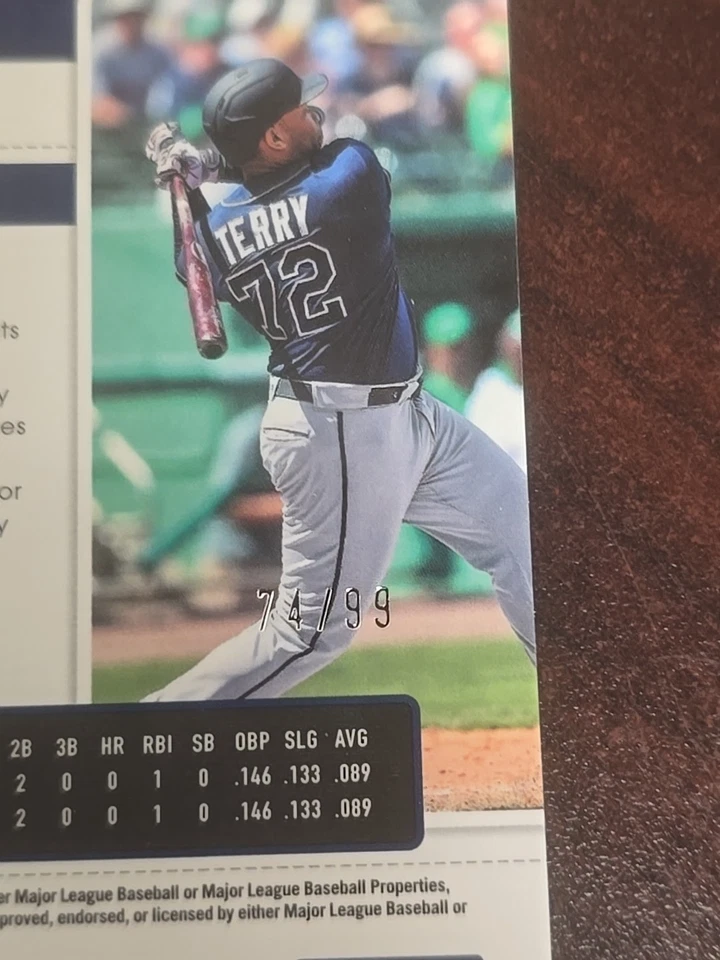 TERRY
72
ts
y
es
or
y
74/99
2B 3B HR RBI SB OBP SLG AVG
2 0 0 1 0 .146 .133 .089
2 0 0 1 0 .146 .133 .089
er Major League Baseball or Major League Baseball Properties,
proved, endorsed, or licensed by either Major League Baseball or